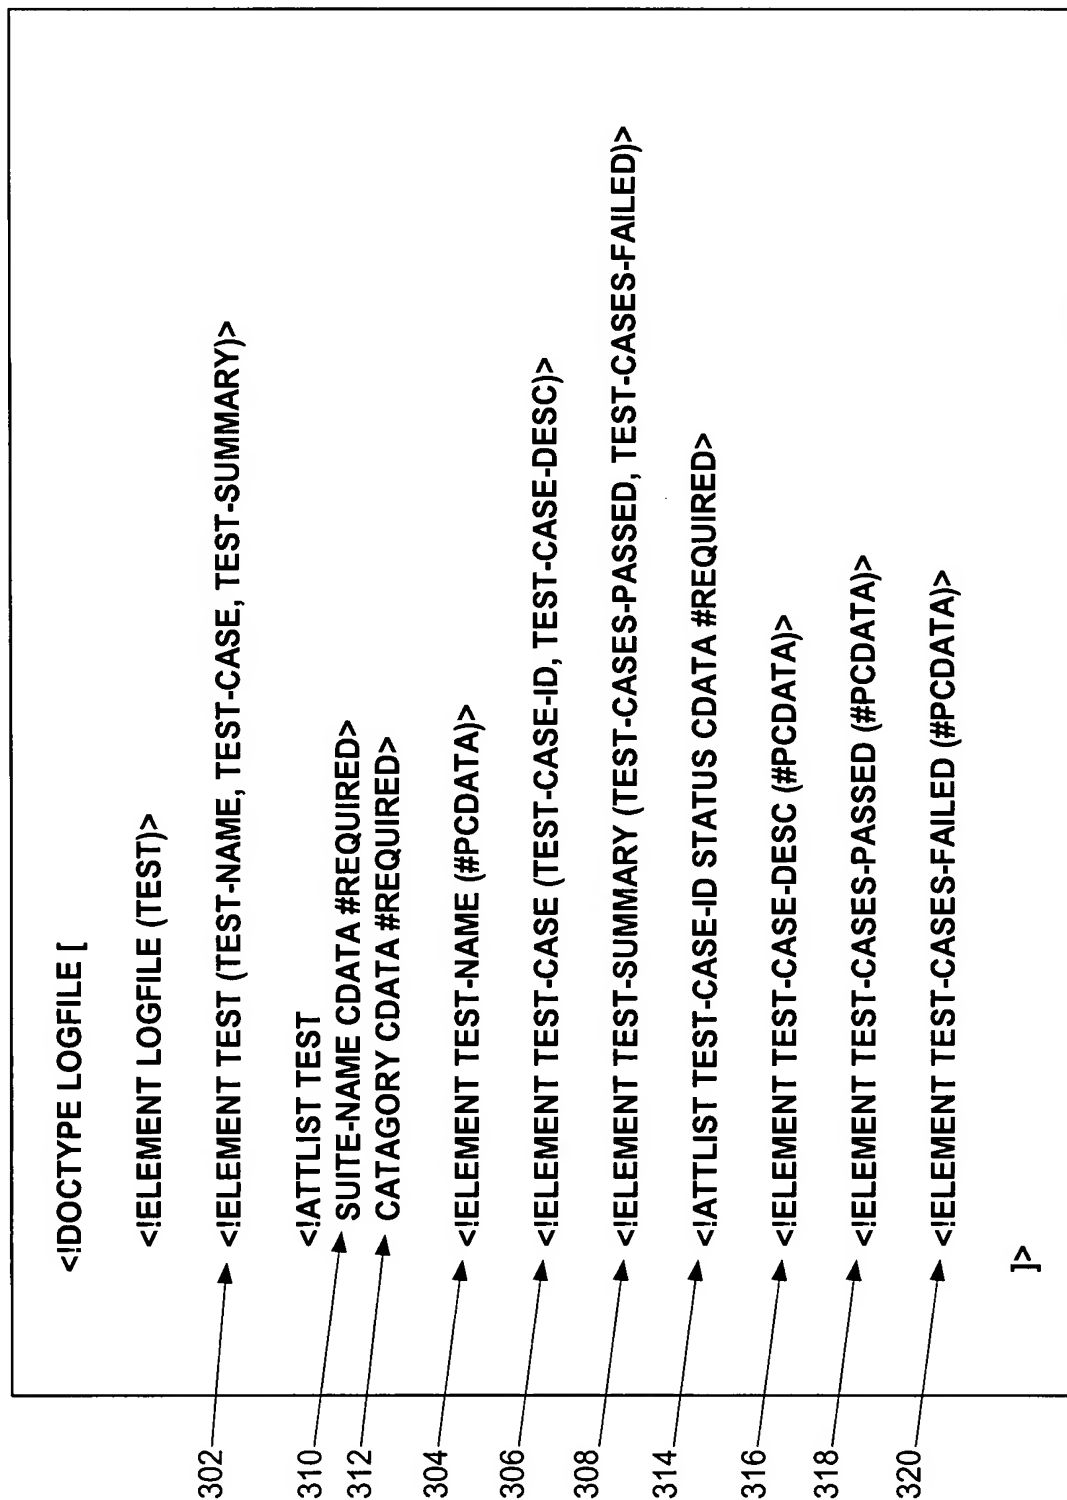 <!DOCTYPE LOGFILE [
<!ELEMENT LOGFILE (TEST)>
302 <!ELEMENT TEST (TEST-NAME, TEST-CASE, TEST-SUMMARY)>
<!ATTLIST TEST
310 SUITE-NAME CDATA #REQUIRED>
312 CATAGORY CDATA #REQUIRED>
304 <!ELEMENT TEST-NAME (#PCDATA)>
306 <!ELEMENT TEST-CASE (TEST-CASE-ID, TEST-CASE-DESC)>
308 <!ELEMENT TEST-SUMMARY (TEST-CASES-PASSED, TEST-CASES-FAILED)>
314 <!ATTLIST TEST-CASE-ID STATUS CDATA #REQUIRED>
316 <!ELEMENT TEST-CASE-DESC (#PCDATA)>
318 <!ELEMENT TEST-CASES-PASSED (#PCDATA)>
320 <!ELEMENT TEST-CASES-FAILED (#PCDATA)>
]>